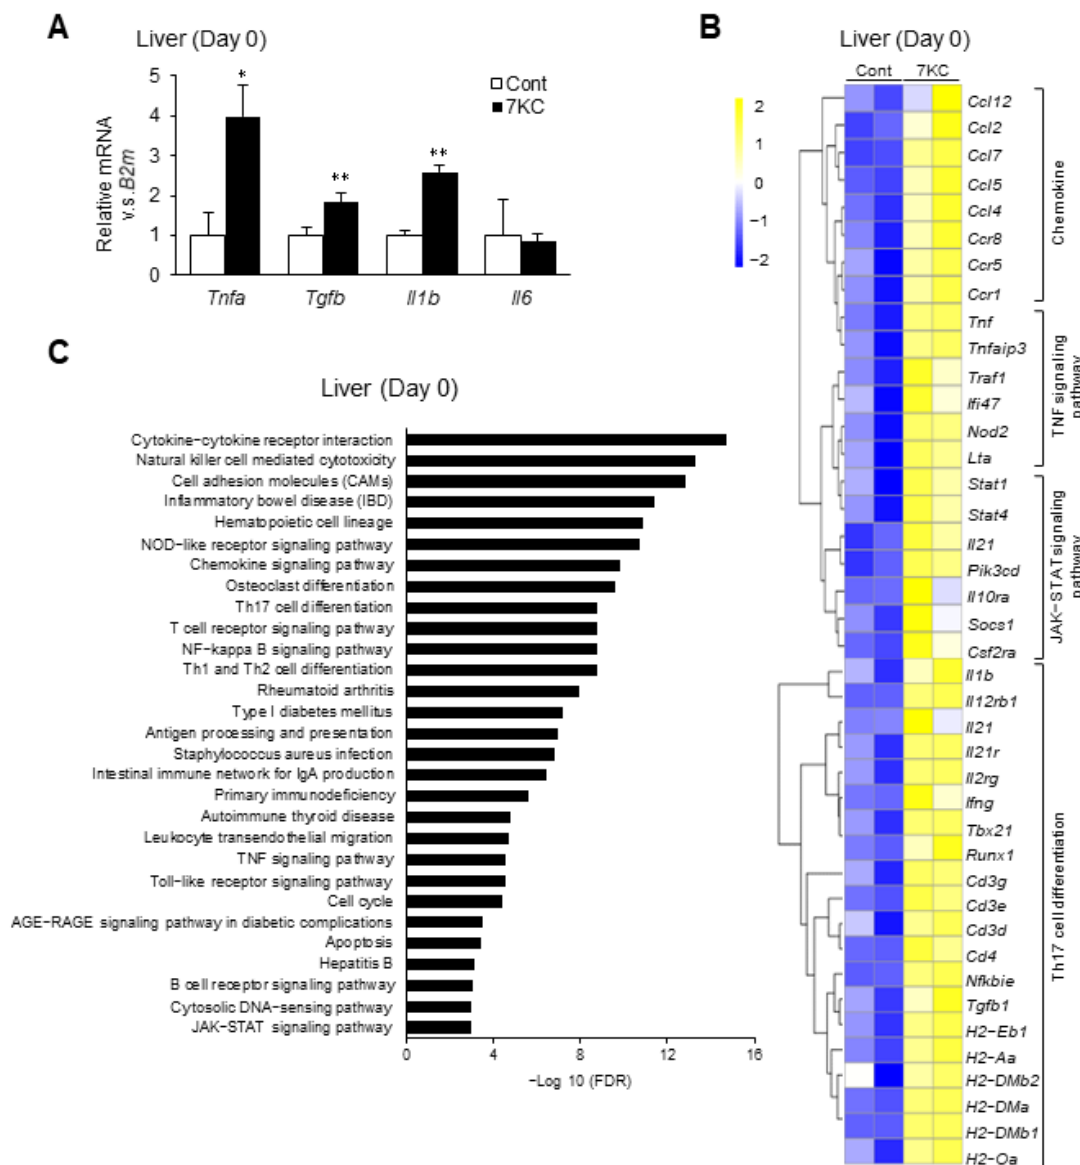 A
Liver (Day 0)
Relative mRNA
v.s.B2m
5
4
3
2
1
0
*
**
**
Cont
7KC
Tnfa
Tgfb
Il1b
Il6
B
Liver (Day 0)
Cont
7KC
2
1
0
−1
−2
Ccl12
Ccl2
Ccl7
Ccl5
Ccl4
Ccr8
Ccr5
Ccr1
Tnf
Tnfaip3
Traf1
Ifi47
Nod2
Lta
Stat1
Stat4
Il21
Pik3cd
Il10ra
Socs1
Csf2ra
Il1b
Il12rb1
Il21
Il21r
Il2rg
Ifng
Tbx21
Runx1
Cd3g
Cd3e
Cd3d
Cd4
Nfkbie
Tgfb1
H2−Eb1
H2−Aa
H2−DMb2
H2−DMa
H2−DMb1
H2−Oa
Chemokine
TNF signaling
pathway
JAK−STAT signaling
pathway
Th17 cell differentiation
C
Liver (Day 0)
Cytokine−cytokine receptor interaction
Natural killer cell mediated cytotoxicity
Cell adhesion molecules (CAMs)
Inflammatory bowel disease (IBD)
Hematopoietic cell lineage
NOD−like receptor signaling pathway
Chemokine signaling pathway
Osteoclast differentiation
Th17 cell differentiation
T cell receptor signaling pathway
NF−kappa B signaling pathway
Th1 and Th2 cell differentiation
Rheumatoid arthritis
Type I diabetes mellitus
Antigen processing and presentation
Staphylococcus aureus infection
Intestinal immune network for IgA production
Primary immunodeficiency
Autoimmune thyroid disease
Leukocyte transendothelial migration
TNF signaling pathway
Toll−like receptor signaling pathway
Cell cycle
AGE−RAGE signaling pathway in diabetic complications
Apoptosis
Hepatitis B
B cell receptor signaling pathway
Cytosolic DNA−sensing pathway
JAK−STAT signaling pathway
0
4
8
12
16
−Log 10 (FDR)